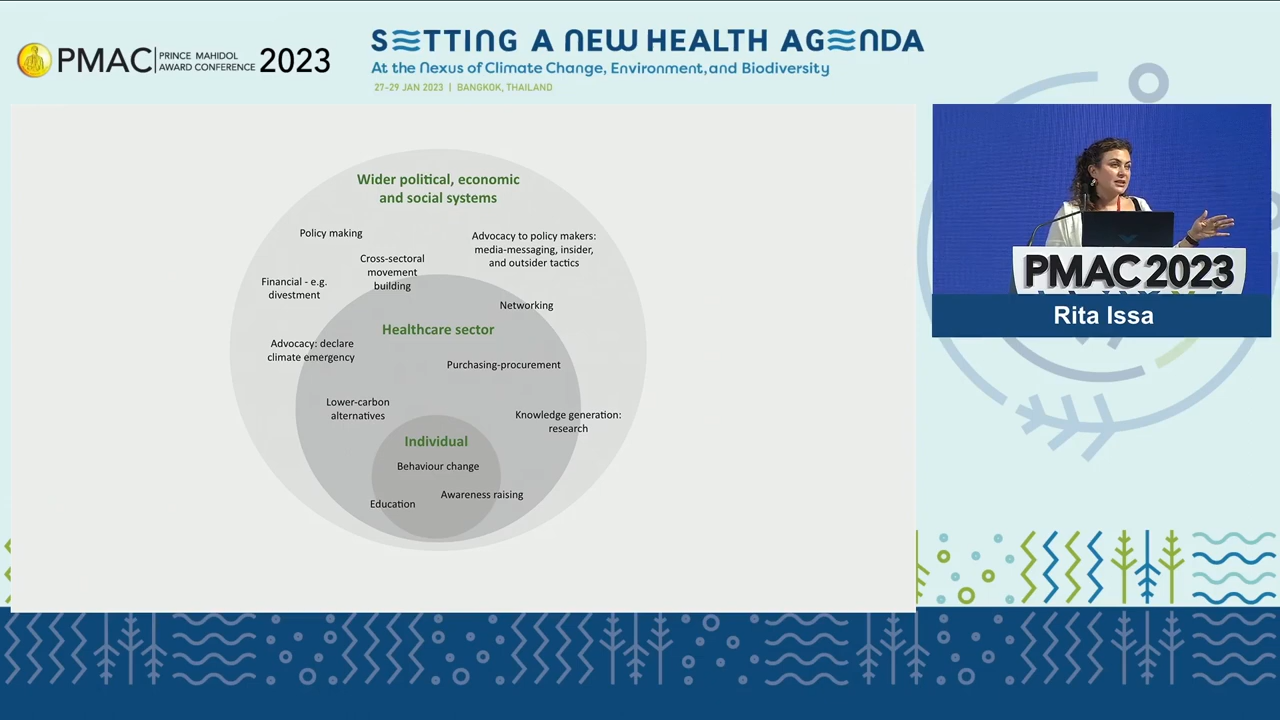 PMAC
PRINCE MAHIDOL
AWARD CONFERENCE
2023
SETTING A NEW HEALTH AGENDA
At the Nexus of Climate Change, Environment, and Biodiversity
27-29 JAN 2023 | BANGKOK, THAILAND
Wider political, economic
and social systems
Policy making
Advocacy to policy makers:
media-messaging, insider,
and outsider tactics
Cross-sectoral
movement
building
Financial - e.g.
divestment
Networking
Healthcare sector
Advocacy: declare
climate emergency
Purchasing-procurement
Lower-carbon
alternatives
Knowledge generation:
research
Individual
Behaviour change
Awareness raising
Education
PMAC 2023
Rita Issa